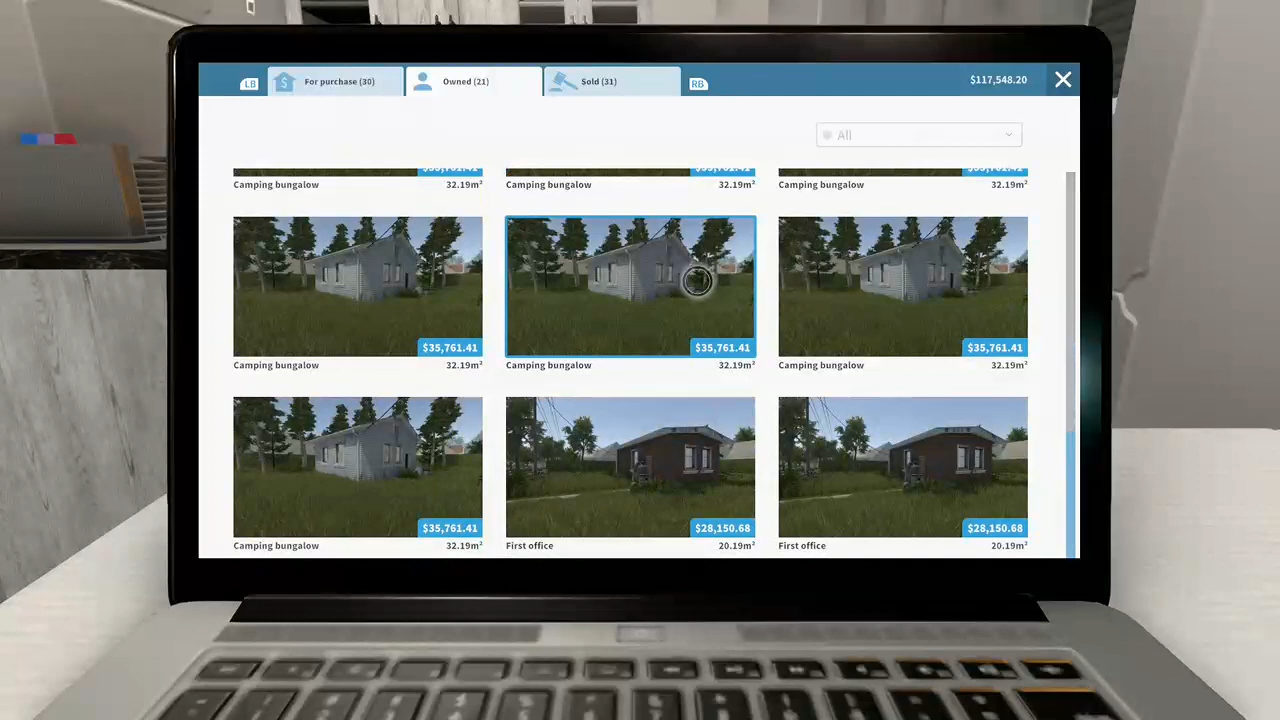 LB
For purchase (30)
Owned (21)
Sold (31)
RB
$117,548.20
All
Camping bungalow 32.19m²
Camping bungalow 32.19m²
Camping bungalow 32.19m²
$35,761.41
$35,761.41
$35,761.41
Camping bungalow 32.19m²
Camping bungalow 32.19m²
Camping bungalow 32.19m²
$35,761.41
$28,150.68
$28,150.68
Camping bungalow 32.19m²
First office 20.19m²
First office 20.19m²